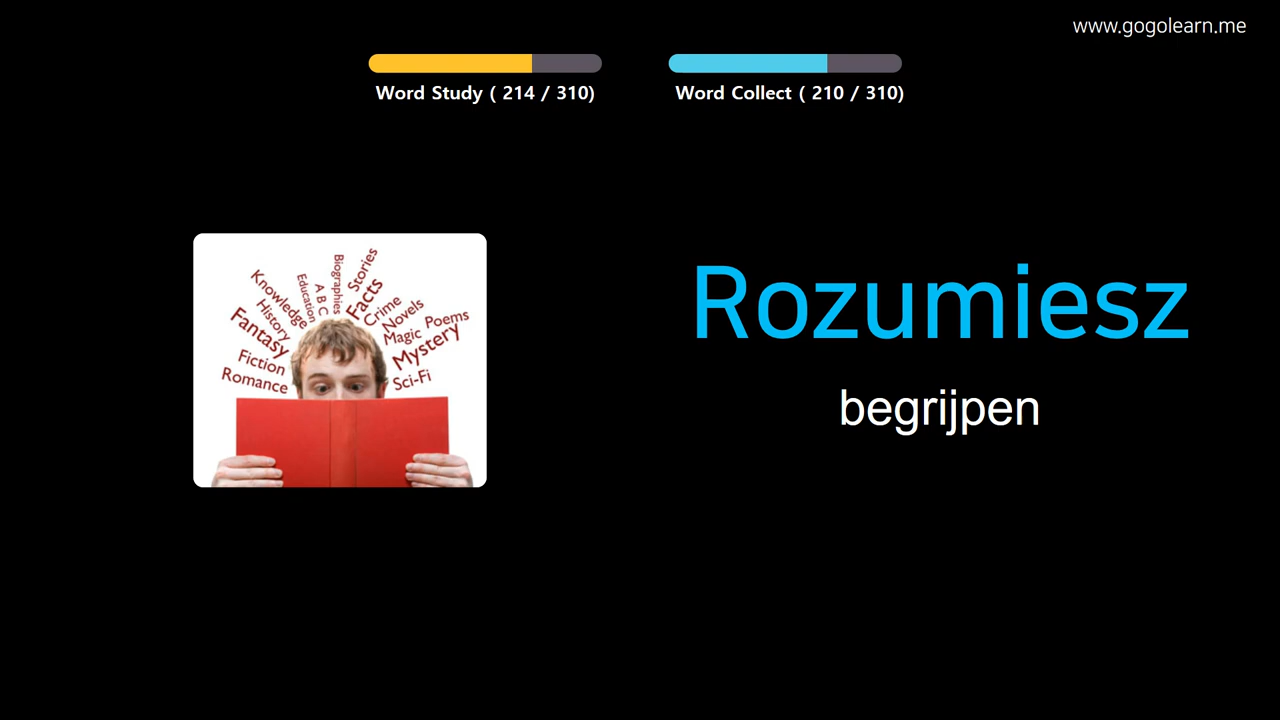 www.gogolearn.me
Word Study ( 214 / 310)
Word Collect ( 210 / 310)
Knowledge
History
Fantasy
Fiction
Romance
Education
A B C
Biographies
Stories
Facts
Crime
Novels
Magic
Poems
Mystery
Sci-Fi
Rozumiesz
begrijpen